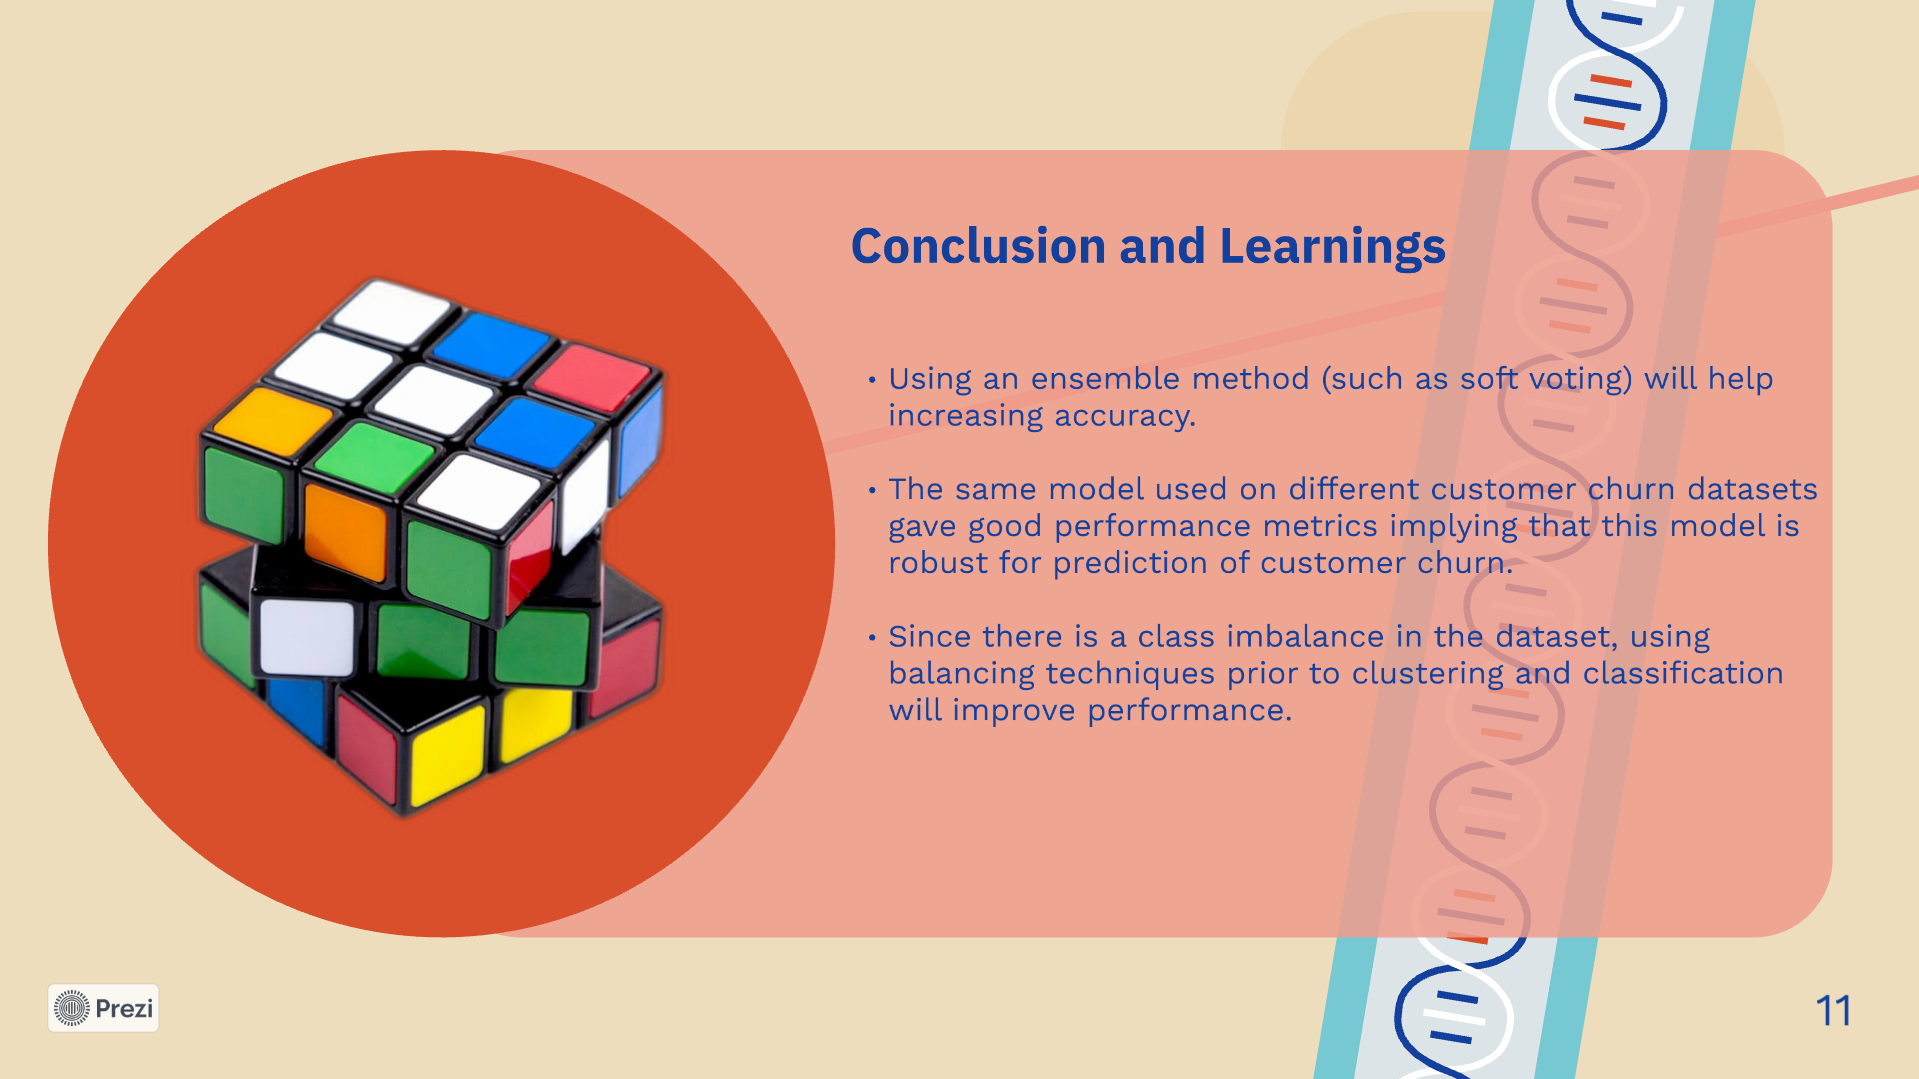 Conclusion and Learnings
• Using an ensemble method (such as soft voting) will help
increasing accuracy.
• The same model used on different customer churn datasets
gave good performance metrics implying that this model is
robust for prediction of customer churn.
• Since there is a class imbalance in the dataset, using
balancing techniques prior to clustering and classification
will improve performance.
Prezi
11